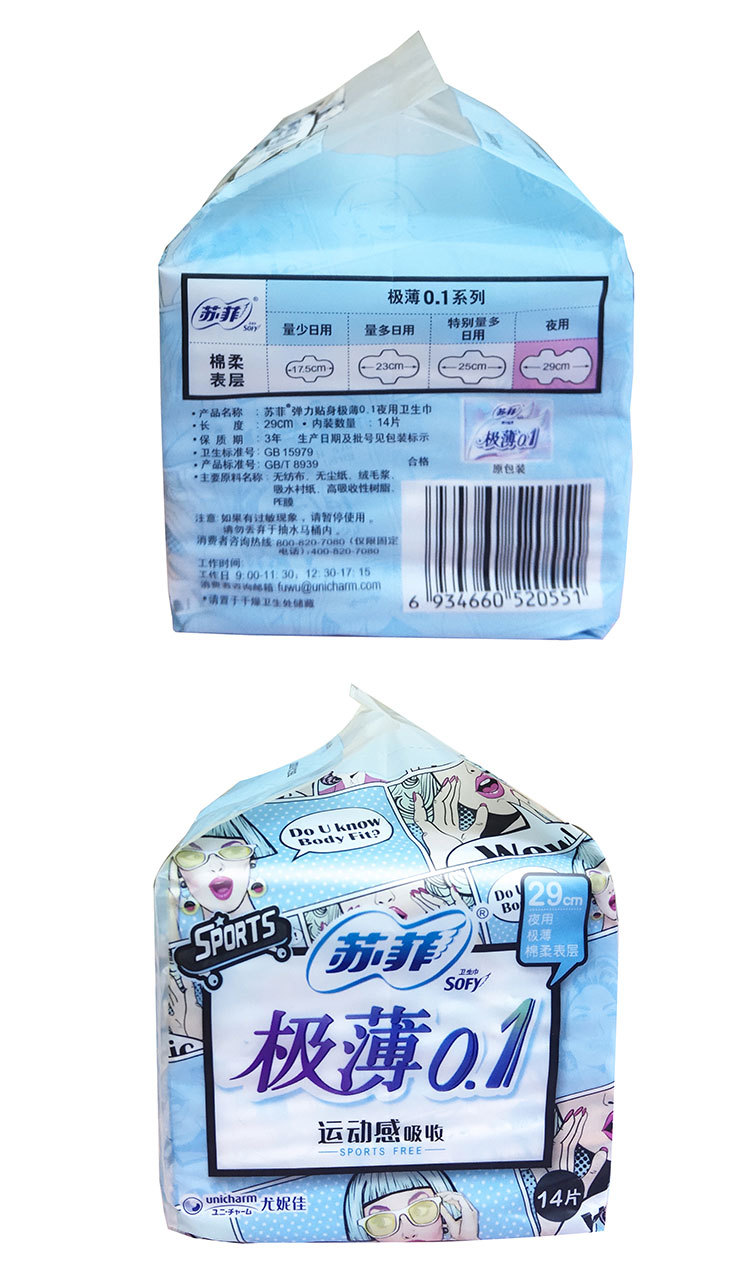 苏菲®
SOFY
极薄0.1系列
量少日用
量多日用
特别量多
日用
夜用
棉柔
表层
17.5cm
23cm
25cm
29cm
•产品名称 : 苏菲®弹力贴身极薄0.1夜用卫生巾
•长 度 : 29cm •内装数量 : 14片
•保 质 期 : 3年 生产日期及批号见包装标示
•卫生标准号: GB 15979
•产品标准号: GB/T 8939 合格
•主要原料名称: 无纺布、无尘纸、绒毛浆、
吸水衬纸、高吸收性树脂、
PE膜
苏菲
极薄0.1
原包装
注意: 如果有过敏现象，请暂停使用。
请勿丢弃于抽水马桶内。
消费者咨询热线: 800-820-7080 (仅限固定
电话); 400-820-7080
工作时间:
工作日 9:00-11:30; 12:30-17:15
消费者咨询邮箱: fuwu@unicharm.com
*请置于干燥卫生处储藏
6 934660 520551
Do U know
Body Fit?
Wow!
Do U
Bo
29cm
夜用
极薄
棉柔表层
SPORTS
苏菲®
卫生巾
SOFY
极薄0.1
运动感吸收
SPORTS FREE
ic
unicharm
ユニ・チャーム
尤妮佳
14片